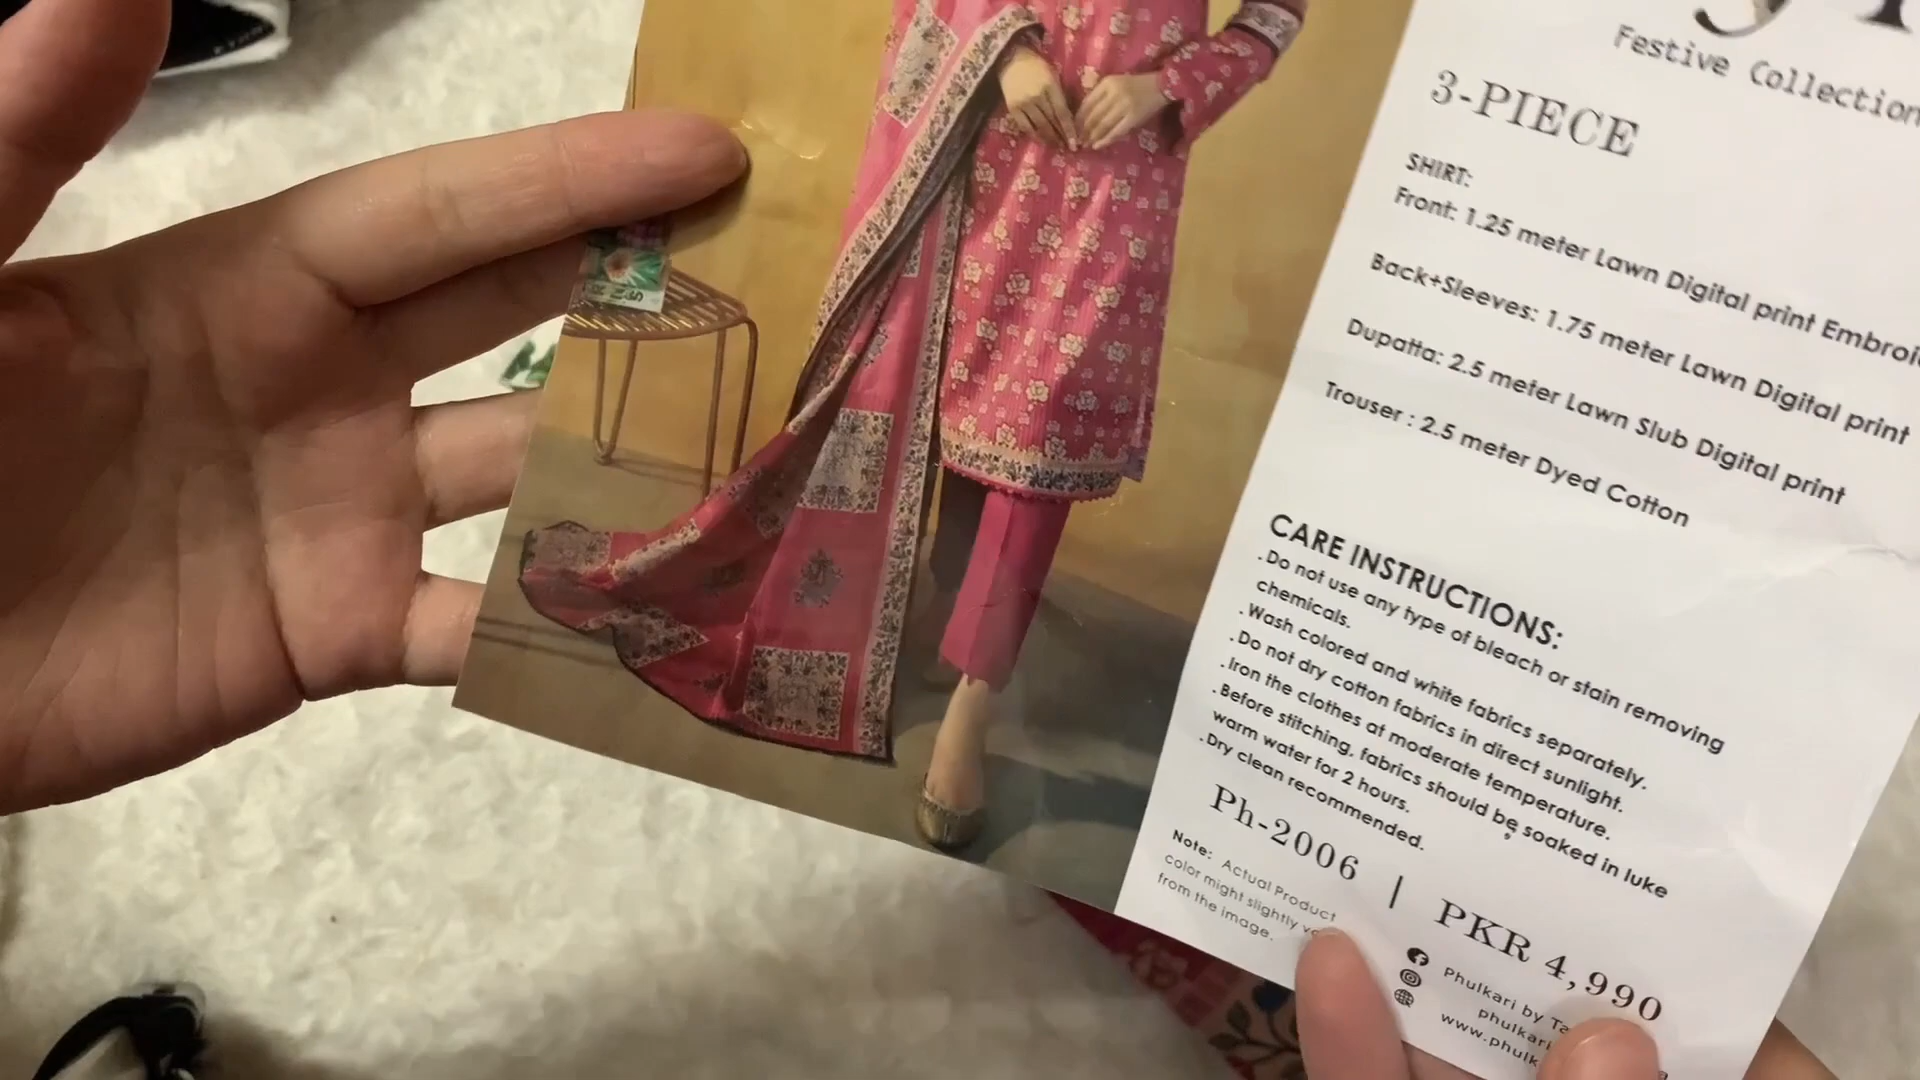 Festive Collection
3-PIECE
SHIRT:
Front: 1.25 meter Lawn Digital print
Back+Sleeves: 1.75 meter Lawn Digital print
Dupatta: 2.5 meter Lawn Slub Digital print
Trouser : 2.5 meter Dyed Cotton
CARE INSTRUCTIONS:
. Do not use any type of bleach or stain removing
chemicals.
. Wash colored and white fabrics separately.
. Do not dry cotton fabrics in direct sunlight.
. Iron the clothes at moderate temperature.
. Before stitching, fabrics should be soaked in luke
warm water for 2 hours.
. Dry clean recommended.
Ph-2006 | PKR 4,990
Note: Actual Product
color might slightly
from the image.
Phulkari by